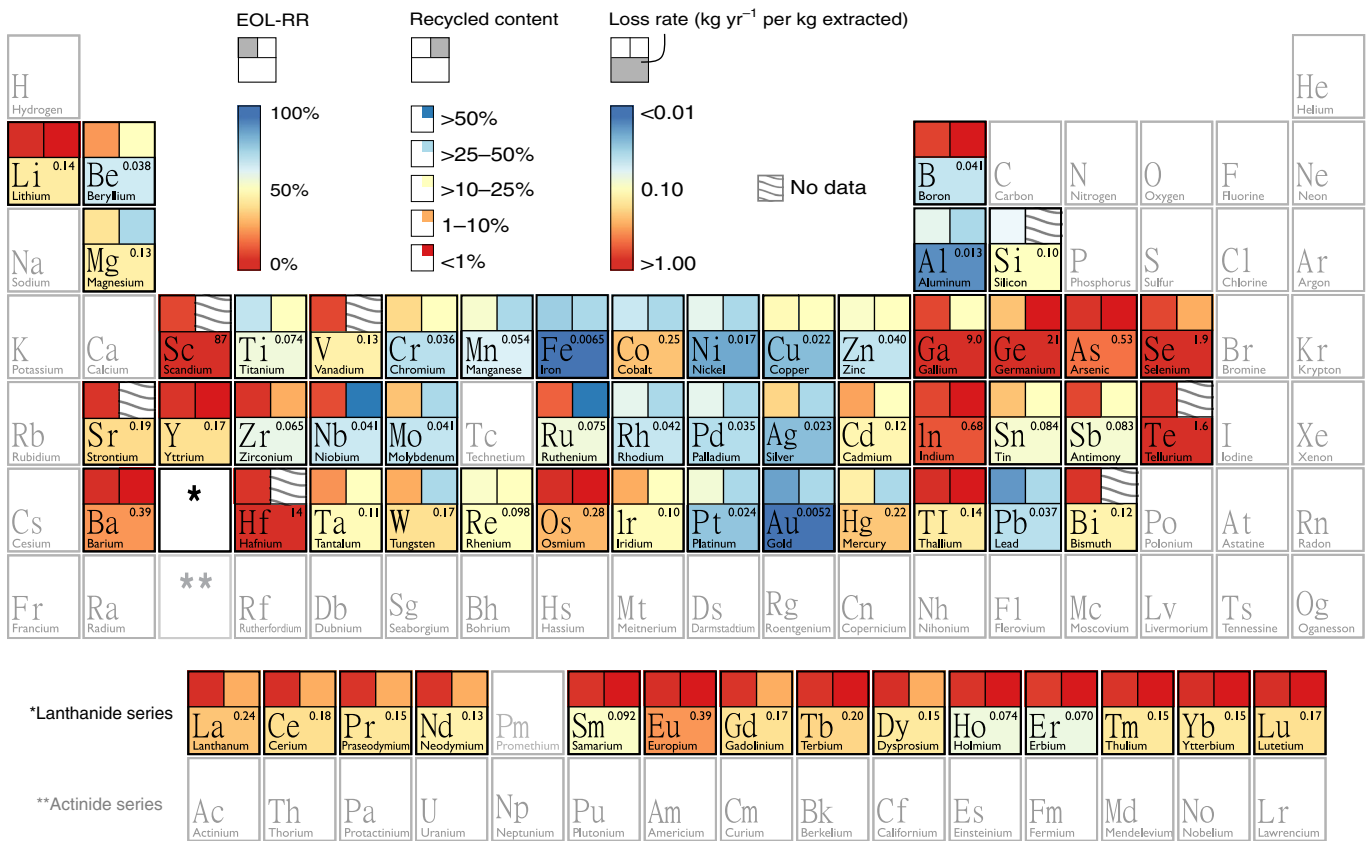 EOL-RR Recycled content Loss rate (kg yr⁻¹ per kg extracted)
100% >50% <0.01
>25–50%
50% >10–25% 0.10 No data
1–10%
0% <1% >1.00
H He
Hydrogen Helium
Li 0.14 Be 0.038 B 0.041 C N O F Ne
Lithium Beryllium Boron Carbon Nitrogen Oxygen Fluorine Neon
Na Mg 0.13 Al 0.013 Si 0.10 P S Cl Ar
Sodium Magnesium Aluminum Silicon Phosphorus Sulfur Chlorine Argon
K Ca Sc 87 Ti 0.074 V 0.13 Cr 0.036 Mn 0.054 Fe 0.0065 Co 0.25 Ni 0.017 Cu 0.022 Zn 0.040 Ga 9.0 Ge 21 As 0.53 Se 1.9 Br Kr
Potassium Calcium Scandium Titanium Vanadium Chromium Manganese Iron Cobalt Nickel Copper Zinc Gallium Germanium Arsenic Selenium Bromine Krypton
Rb Sr 0.19 Y 0.17 Zr 0.065 Nb 0.041 Mo 0.041 Tc Ru 0.075 Rh 0.042 Pd 0.035 Ag 0.023 Cd 0.12 In 0.68 Sn 0.084 Sb 0.083 Te 1.6 I Xe
Rubidium Strontium Yttrium Zirconium Niobium Molybdenum Technetium Ruthenium Rhodium Palladium Silver Cadmium Indium Tin Antimony Tellurium Iodine Xenon
Cs Ba 0.39 * Hf 14 Ta 0.11 W 0.17 Re 0.098 Os 0.28 Ir 0.10 Pt 0.024 Au 0.0052 Hg 0.22 TI 0.14 Pb 0.037 Bi 0.12 Po At Rn
Cesium Barium Hafnium Tantalum Tungsten Rhenium Osmium Iridium Platinum Gold Mercury Thallium Lead Bismuth Polonium Astatine Radon
Fr Ra ** Rf Db Sg Bh Hs Mt Ds Rg Cn Nh Fl Mc Lv Ts Og
Francium Radium Rutherfordium Dubnium Seaborgium Bohrium Hassium Meitnerium Darmstadtium Roentgenium Copernicium Nihonium Flerovium Moscovium Livermorium Tennessine Oganesson
*Lanthanide series La 0.24 Ce 0.18 Pr 0.15 Nd 0.13 Pm Sm 0.092 Eu 0.39 Gd 0.17 Tb 0.20 Dy 0.15 Ho 0.074 Er 0.070 Tm 0.15 Yb 0.15 Lu 0.17
Lanthanum Cerium Praseodymium Neodymium Promethium Samarium Europium Gadolinium Terbium Dysprosium Holmium Erbium Thulium Ytterbium Lutetium
**Actinide series Ac Th Pa U Np Pu Am Cm Bk Cf Es Fm Md No Lr
Actinium Thorium Protactinium Uranium Neptunium Plutonium Americium Curium Berkelium Californium Einsteinium Fermium Mendelevium Nobelium Lawrencium